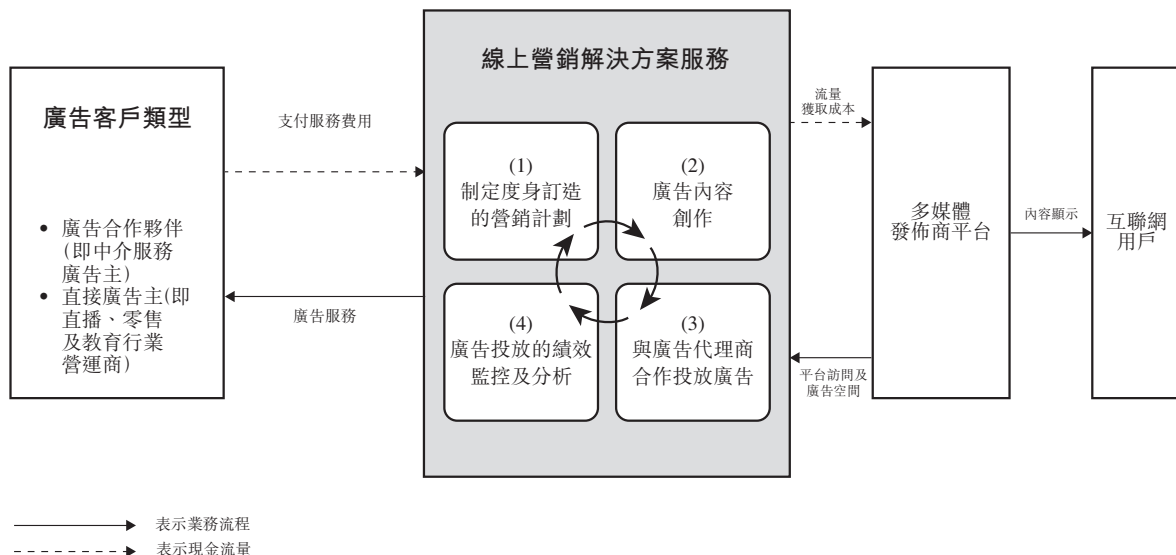 線上營銷解決方案服務
廣告客戶類型
• 廣告合作夥伴
(即中介服務
廣告主)
• 直接廣告主(即
直播、零售
及教育行業
營運商)
支付服務費用
廣告服務
(1)
制定度身訂造
的營銷計劃
(2)
廣告內容
創作
(4)
廣告投放的績效
監控及分析
(3)
與廣告代理商
合作投放廣告
流量
獲取成本
平台訪問及
廣告空間
多媒體
發佈商平台
內容顯示
互聯網
用戶
表示業務流程
表示現金流量